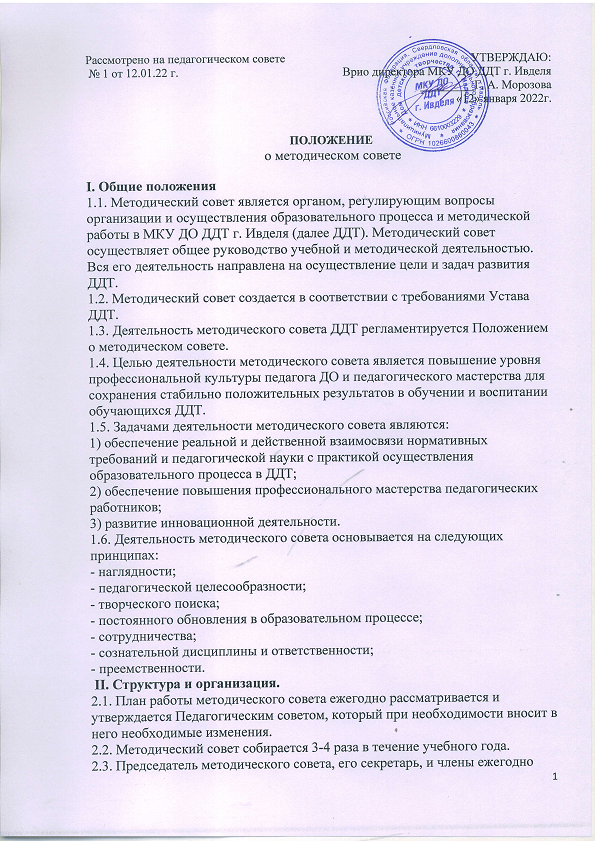 Рассмотрено на педагогическом совете
УТВЕРЖДАЮ:
№ 1 от 12.01.22 г.
Врио директора МКУ ДО ДДТ г. Ивделя
А. Морозова
«12» января 2022г.
МКУ ДО
ДДТ
г. Ивделя
ИНН 6610003229
ОГРН 1026600860043
ПОЛОЖЕНИЕ
о методическом совете
I. Общие положения
1.1. Методический совет является органом, регулирующим вопросы
организации и осуществления образовательного процесса и методической
работы в МКУ ДО ДДТ г. Ивделя (далее ДДТ). Методический совет
осуществляет общее руководство учебной и методической деятельностью.
Вся его деятельность направлена на осуществление цели и задач развития
ДДТ.
1.2. Методический совет создается в соответствии с требованиями Устава
ДДТ.
1.3. Деятельность методического совета ДДТ регламентируется Положением
о методическом совете.
1.4. Целью деятельности методического совета является повышение уровня
профессиональной культуры педагога ДО и педагогического мастерства для
сохранения стабильно положительных результатов в обучении и воспитании
обучающихся ДДТ.
1.5. Задачами деятельности методического совета являются:
1) обеспечение реальной и действенной взаимосвязи нормативных
требований и педагогической науки с практикой осуществления
образовательного процесса в ДДТ;
2) обеспечение повышения профессионального мастерства педагогических
работников;
3) развитие инновационной деятельности.
1.6. Деятельность методического совета основывается на следующих
принципах:
- наглядности;
- педагогической целесообразности;
- творческого поиска;
- постоянного обновления в образовательном процессе;
- сотрудничества;
- сознательной дисциплины и ответственности;
- преемственности.
II. Структура и организация.
2.1. План работы методического совета ежегодно рассматривается и
утверждается Педагогическим советом, который при необходимости вносит в
него необходимые изменения.
2.2. Методический совет собирается 3-4 раза в течение учебного года.
2.3. Председатель методического совета, его секретарь, и члены ежегодно
1